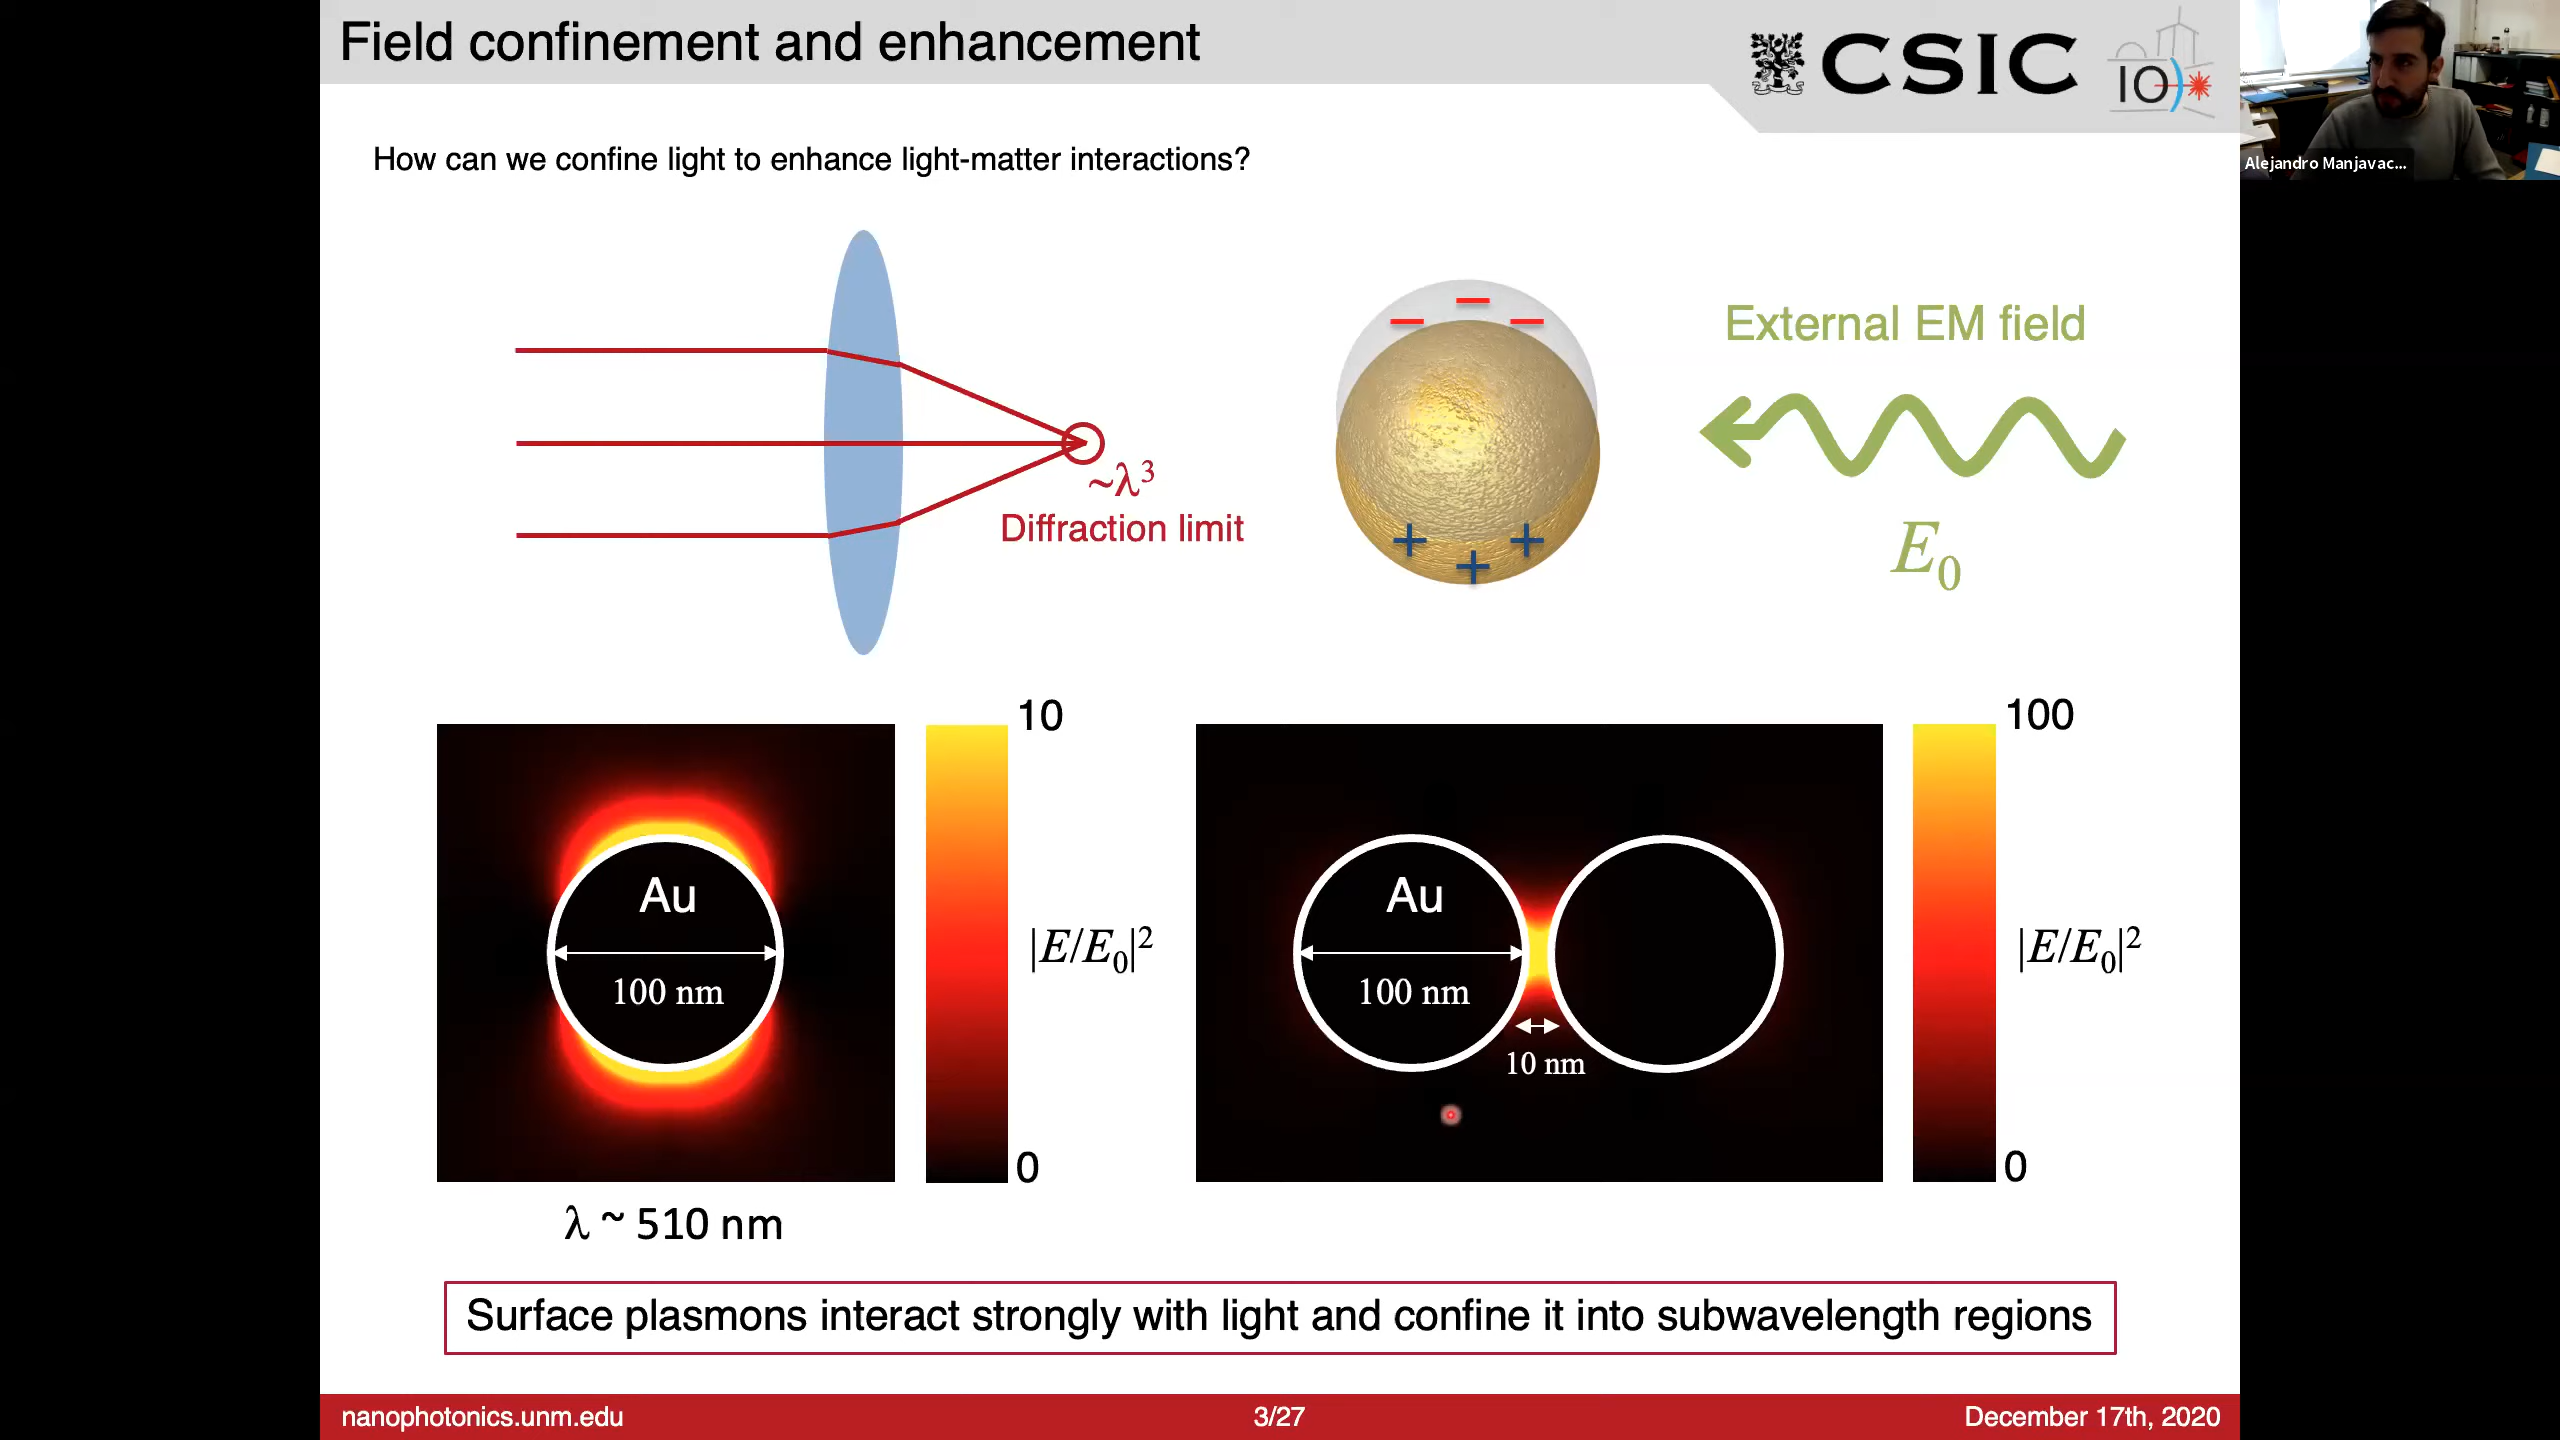 Field confinement and enhancement
CSIC
IO
Alejandro Manjavac...
How can we confine light to enhance light-matter interactions?
~λ³
Diffraction limit
External EM field
E₀
10
Au
100 nm
|E/E₀|²
0
λ ~ 510 nm
100
Au
100 nm
10 nm
|E/E₀|²
0
Surface plasmons interact strongly with light and confine it into subwavelength regions
nanophotonics.unm.edu
3/27
December 17th, 2020